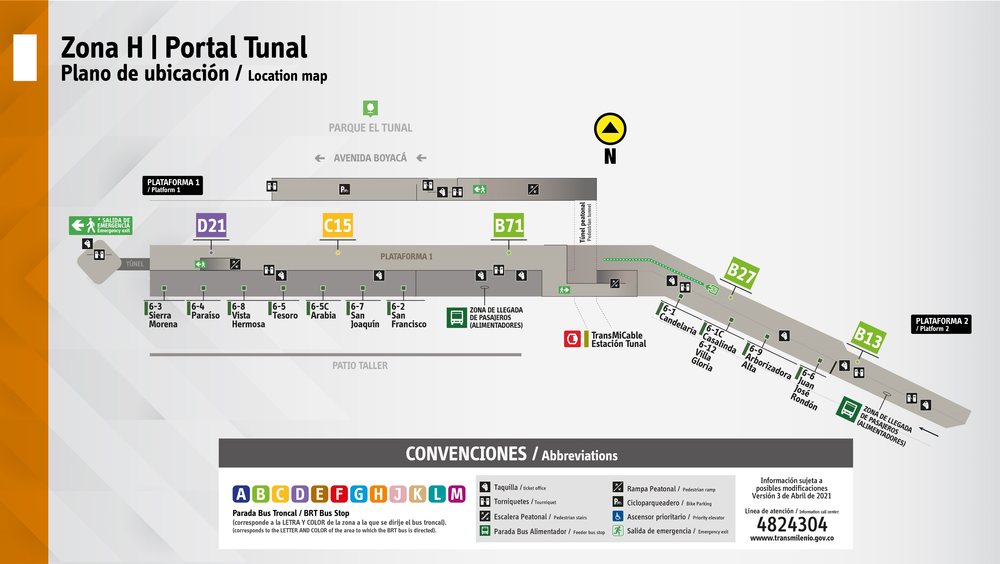 Zona H | Portal Tunal
Plano de ubicación / Location map
PARQUE EL TUNAL
AVENIDA BOYACÁ
N
PLATAFORMA 1
/ Platform 1
Túnel peatonal
Pedestrian tunnel
* SALIDA DE
EMERGENCIA
Emergency exit
D21
C15
B71
PLATAFORMA 1
TÚNEL
6-3
Sierra
Morena
6-4
Paraíso
6-8
Vista
Hermosa
6-5
Tesoro
6-5C
Arabia
6-7
San
Joaquín
6-2
San
Francisco
ZONA DE LLEGADA
DE PASAJEROS
(ALIMENTADORES)
TransMiCable
Estación Tunal
PATIO TALLER
B27
B13
PLATAFORMA 2
/ Platform 2
6-1
Candelaria
6-1C
Casalinda
6-12
Villa
Gloria
6-9
Arborizadora
Alta
6-6
Juan
José
Rondón
ZONA DE LLEGADA
DE PASAJEROS
(ALIMENTADORES)
CONVENCIONES / Abbreviations
A B C D E F G H J K L M
Parada Bus Troncal / BRT Bus Stop
(corresponde a la LETRA Y COLOR de la zona a la que se dirije el bus troncal).
(corresponds to the LETTER AND COLOR of the area to which the BRT bus is directed).
Taquilla / ticket office
Torniquetes / Tourniquet
Escalera Peatonal / Pedestrian stairs
Parada Bus Alimentador / Feeder bus stop
Rampa Peatonal / Pedestrian ramp
P
Cicloparqueadero / Bike Parking
Ascensor prioritario / Priority elevator
Salida de emergencia / Emergency exit
Información sujeta a
posibles modificaciones
Versión 3 de Abril de 2021
Línea de atención / Information call center:
4824304
wwww.transmilenio.gov.co